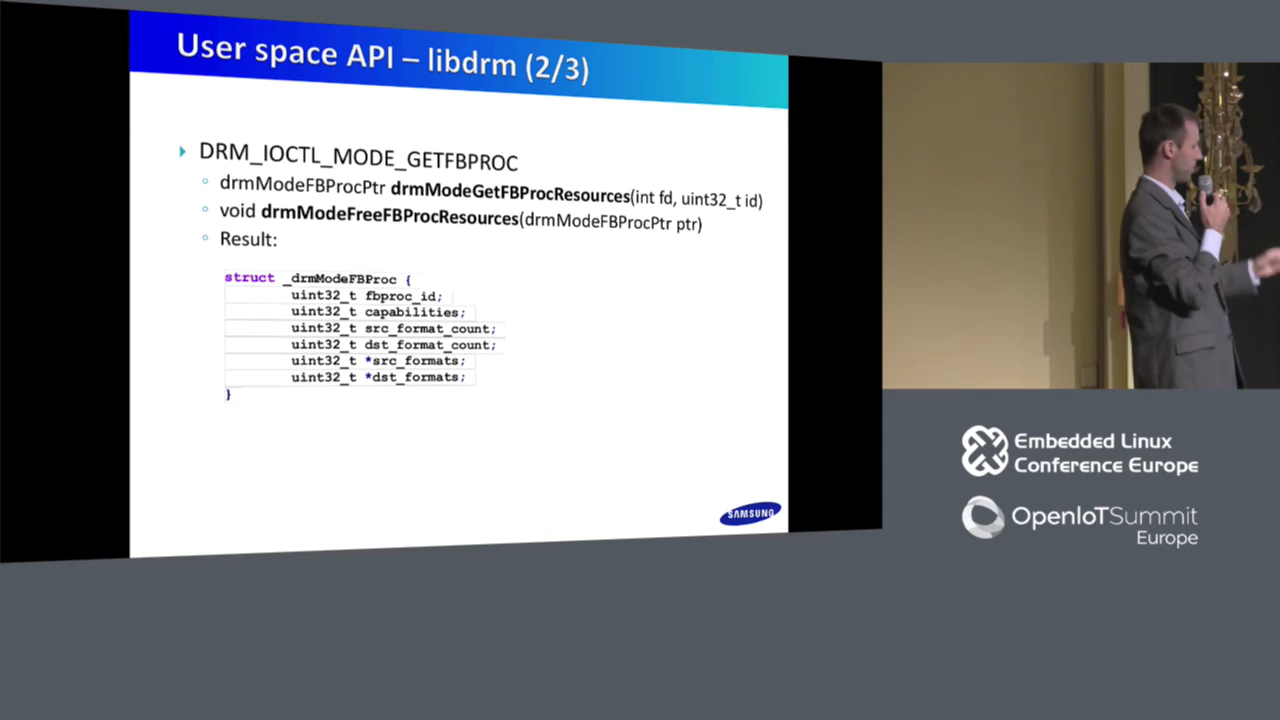 User space API – libdrm (2/3)
DRM_IOCTL_MODE_GETFBPROC
drmModeFBProcPtr drmModeGetFBProcResources(int fd, uint32_t id)
void drmModeFreeFBProcResources(drmModeFBProcPtr ptr)
Result:
struct _drmModeFBProc {
uint32_t fbproc_id;
uint32_t capabilities;
uint32_t src_format_count;
uint32_t dst_format_count;
uint32_t *src_formats;
uint32_t *dst_formats;
}
SAMSUNG
Embedded Linux
Conference Europe
OpenIoTSummit
Europe